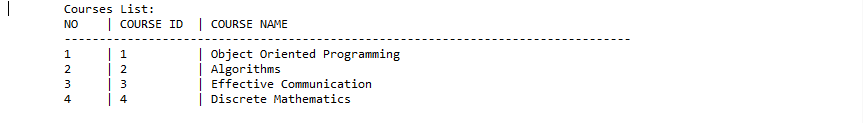 Courses List:
NO | COURSE ID | COURSE NAME
---------------------------------------------------------------------------------
1 | 1 | Object Oriented Programming
2 | 2 | Algorithms
3 | 3 | Effective Communication
4 | 4 | Discrete Mathematics